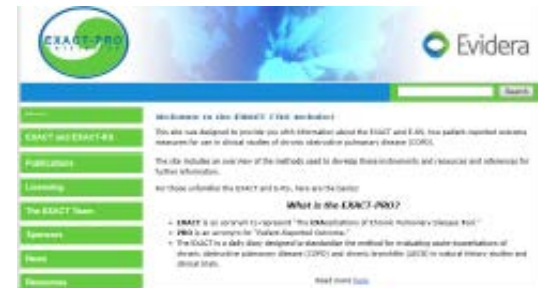 EXACT-PRO
Evidera
Search
EXACT and EXACT-RS
Publications
Licensing
The EXACT Team
Sponsors
News
Resources
Welcome to the EXACT PRO website!
This site was designed to provide you with information about the EXACT and E-RS, two patient-reported outcome
measures for use in clinical studies of chronic obstructive pulmonary disease (COPD).
The site includes an overview of the methods used to develop these instruments and resources and references for
further information.
For those unfamiliar the EXACT and E-RS, here are the basics:
What is the EXACT-PRO?
• EXACT is an acronym to represent "The EXAcerbations of Chronic Pulmonary Disease Tool."
• PRO is an acronym for "Patient-Reported Outcome."
• The EXACT is a daily diary designed to standardize the method for evaluating acute exacerbations of
chronic obstructive pulmonary disease (COPD) and chronic bronchitis (AECB) in natural history studies and
clinical trials.
Read more here